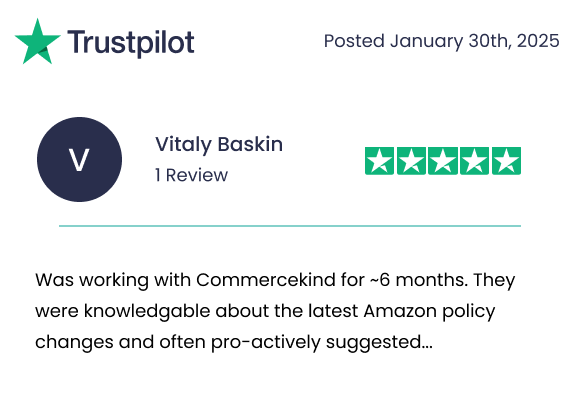 Trustpilot
Posted January 30th, 2025
V
Vitaly Baskin
1 Review
Was working with Commercekind for ~6 months. They
were knowledgable about the latest Amazon policy
changes and often pro-actively suggested...